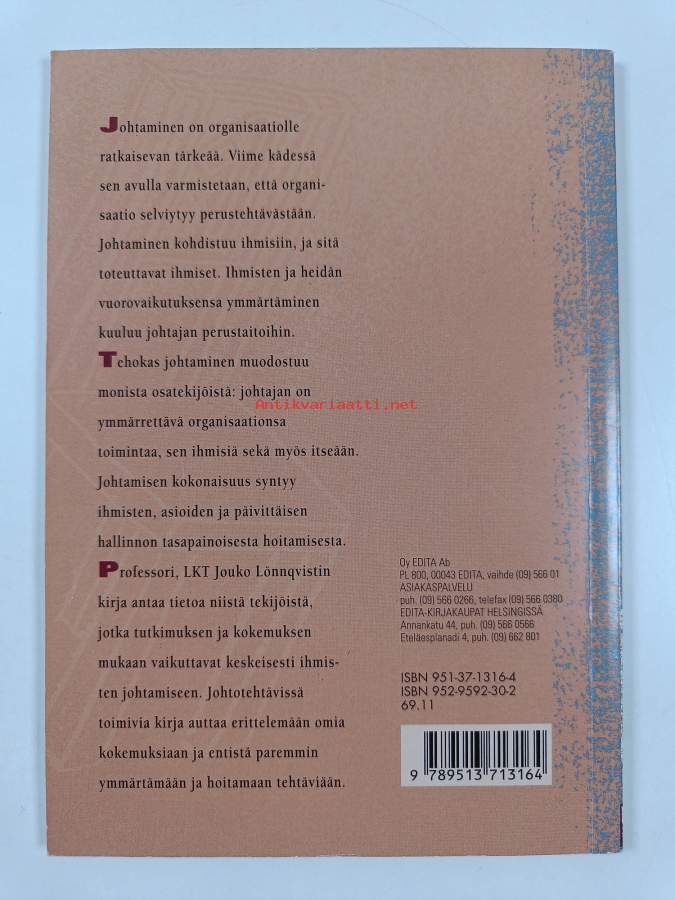 Johtaminen on organisaatiolle
ratkaisevan tärkeää. Viime kädessä
sen avulla varmistetaan, että organi-
saatio selviytyy perustehtävästään.
Johtaminen kohdistuu ihmisiin, ja sitä
toteuttavat ihmiset. Ihmisten ja heidän
vuorovaikutuksensa ymmärtäminen
kuuluu johtajan perustaitoihin.
Tehokas johtaminen muodostuu
monista osatekijöistä: johtajan on
Antikvariaatti.net
ymmärrettävä organisaationsa
toimintaa, sen ihmisiä sekä myös itseään.
Johtamisen kokonaisuus syntyy
ihmisten, asioiden ja päivittäisen
hallinnon tasapainoisesta hoitamisesta.
Professori, LKT Jouko Lönnqvistin
kirja antaa tietoa niistä tekijöistä,
jotka tutkimuksen ja kokemuksen
mukaan vaikuttavat keskeisesti ihmis-
ten johtamiseen. Johtotehtävissä
toimivia kirja auttaa erittelemään omia
kokemuksiaan ja entistä paremmin
ymmärtämään ja hoitamaan tehtäviään.
Oy EDITA Ab
PL 800, 00043 EDITA, vaihde (09) 566 01
ASIAKASPALVELU
puh. (09) 566 0266, telefax (09) 566 0380
EDITA-KIRJAKAUPAT HELSINGISSÄ
Annankatu 44, puh. (09) 566 0566
Eteläesplanadi 4, puh. (09) 662 801
ISBN 951-37-1316-4
ISBN 952-9592-30-2
69.11
9 789513 713164